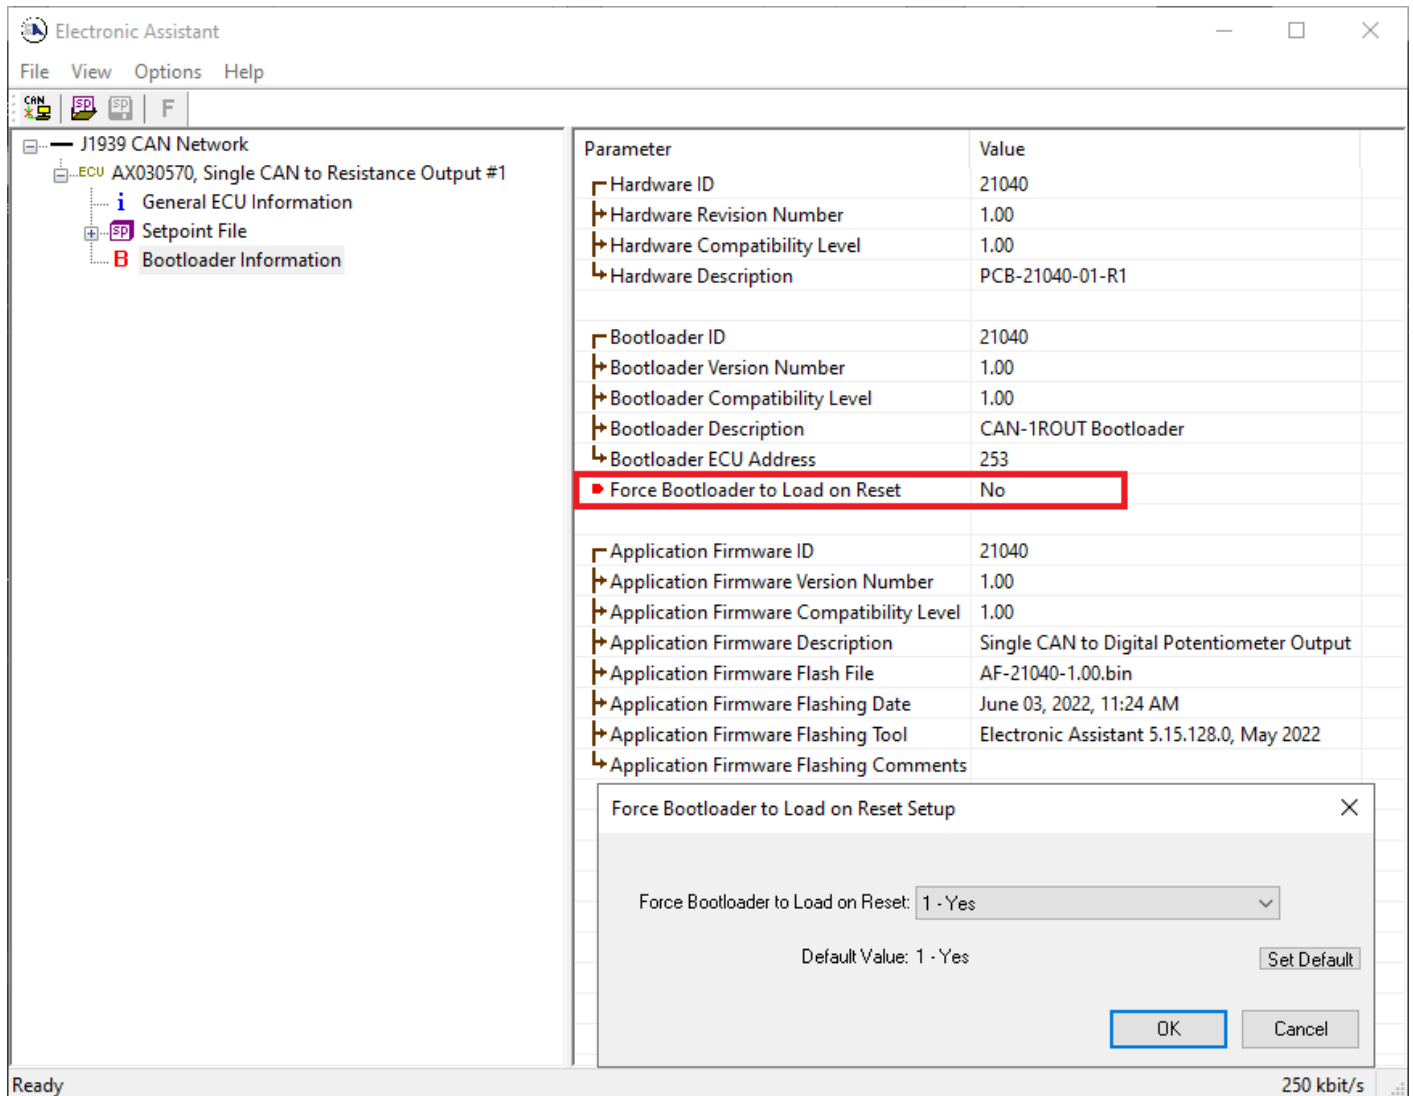 Electronic Assistant
File View Options Help
CAN SP SP F
J1939 CAN Network
ECU AX030570, Single CAN to Resistance Output #1
i General ECU Information
SP Setpoint File
B Bootloader Information
Parameter Value
Hardware ID 21040
Hardware Revision Number 1.00
Hardware Compatibility Level 1.00
Hardware Description PCB-21040-01-R1
Bootloader ID 21040
Bootloader Version Number 1.00
Bootloader Compatibility Level 1.00
Bootloader Description CAN-1ROUT Bootloader
Bootloader ECU Address 253
Force Bootloader to Load on Reset No
Application Firmware ID 21040
Application Firmware Version Number 1.00
Application Firmware Compatibility Level 1.00
Application Firmware Description Single CAN to Digital Potentiometer Output
Application Firmware Flash File AF-21040-1.00.bin
Application Firmware Flashing Date June 03, 2022, 11:24 AM
Application Firmware Flashing Tool Electronic Assistant 5.15.128.0, May 2022
Application Firmware Flashing Comments
Force Bootloader to Load on Reset Setup
Force Bootloader to Load on Reset: 1 - Yes
Default Value: 1 - Yes Set Default
OK Cancel
Ready 250 kbit/s